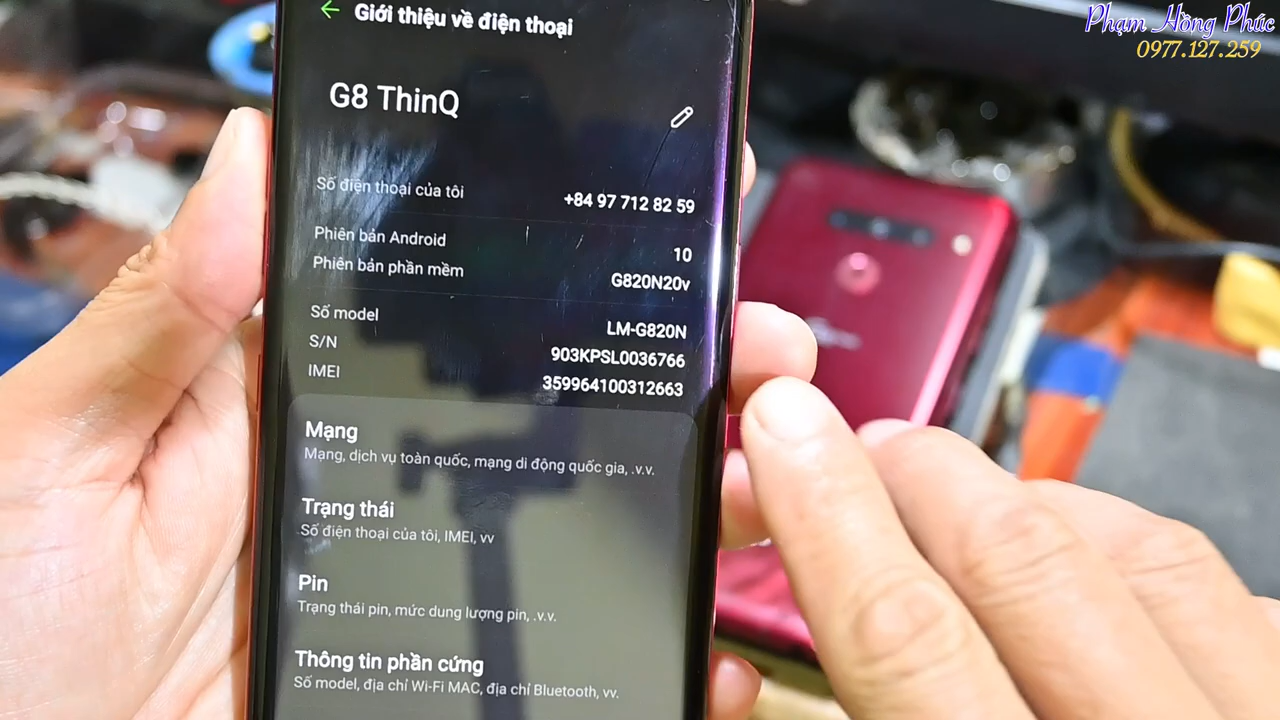 Phạm Hồng Phúc
0977.127.259
Giới thiệu về điện thoại
G8 ThinQ
Số điện thoại của tôi
+84 97 712 82 59
Phiên bản Android
10
Phiên bản phần mềm
G820N20v
Số model
LM-G820N
S/N
903KPSL0036766
IMEI
359964100312663
Mạng
Mạng, dịch vụ toàn quốc, mạng di động quốc gia, .v.v.
Trạng thái
Số điện thoại của tôi, IMEI, vv
Pin
Trạng thái pin, mức dung lượng pin, .v.v.
Thông tin phần cứng
Số model, địa chỉ Wi-Fi MAC, địa chỉ Bluetooth, vv.